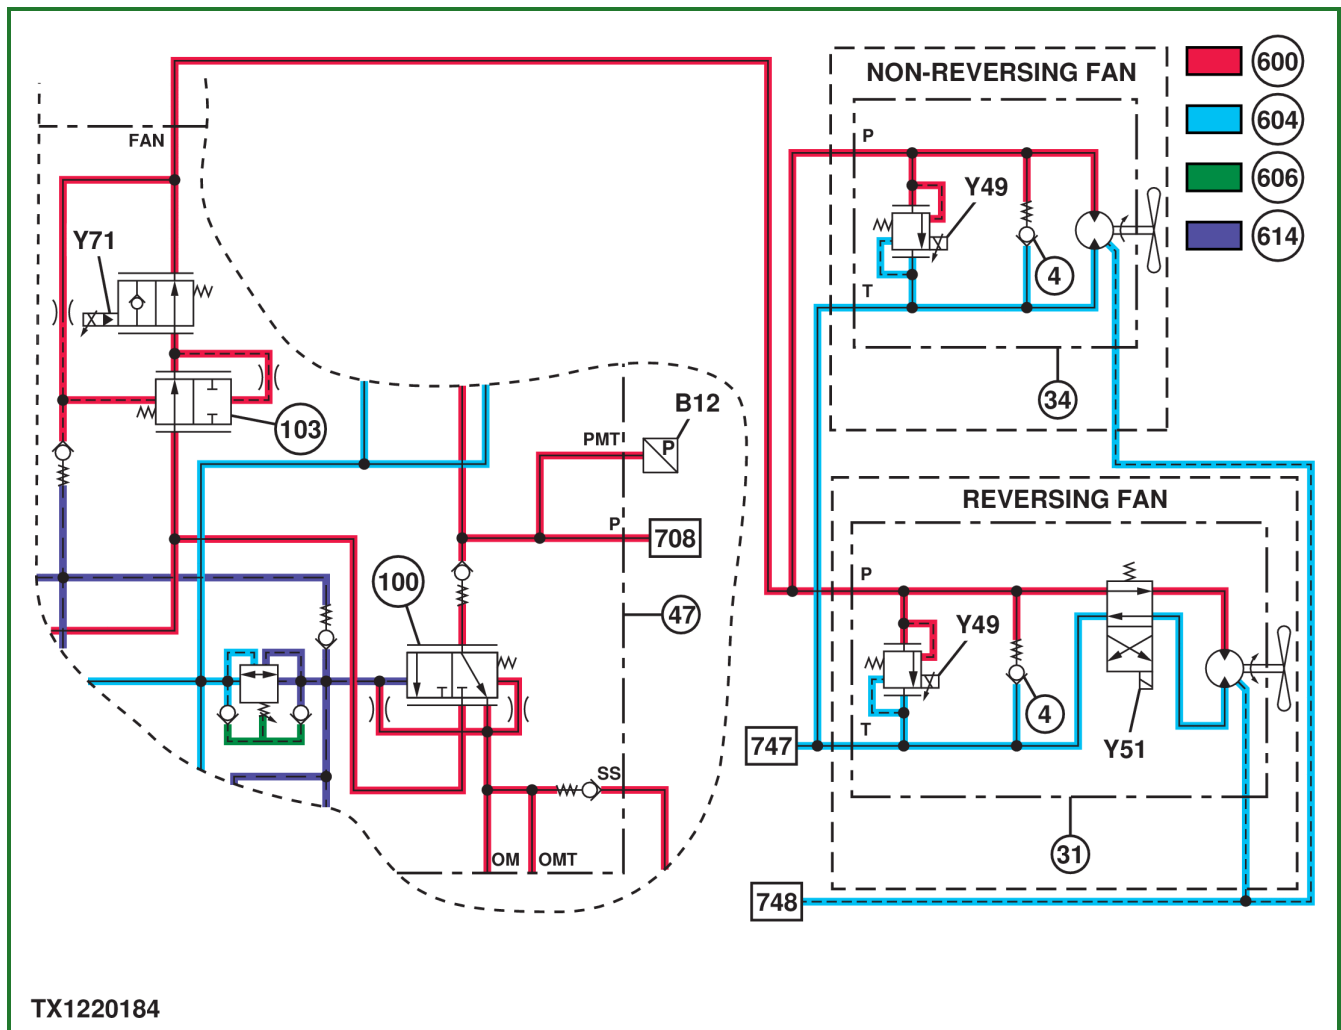 NON-REVERSING FAN
600
604
606
614
FAN
P
Y49
Y71
4
T
34
103
B12
PMT
P
P
708
REVERSING FAN
100
P
47
Y49
4
T
747
Y51
SS
31
OM
OMT
748
TX1220184